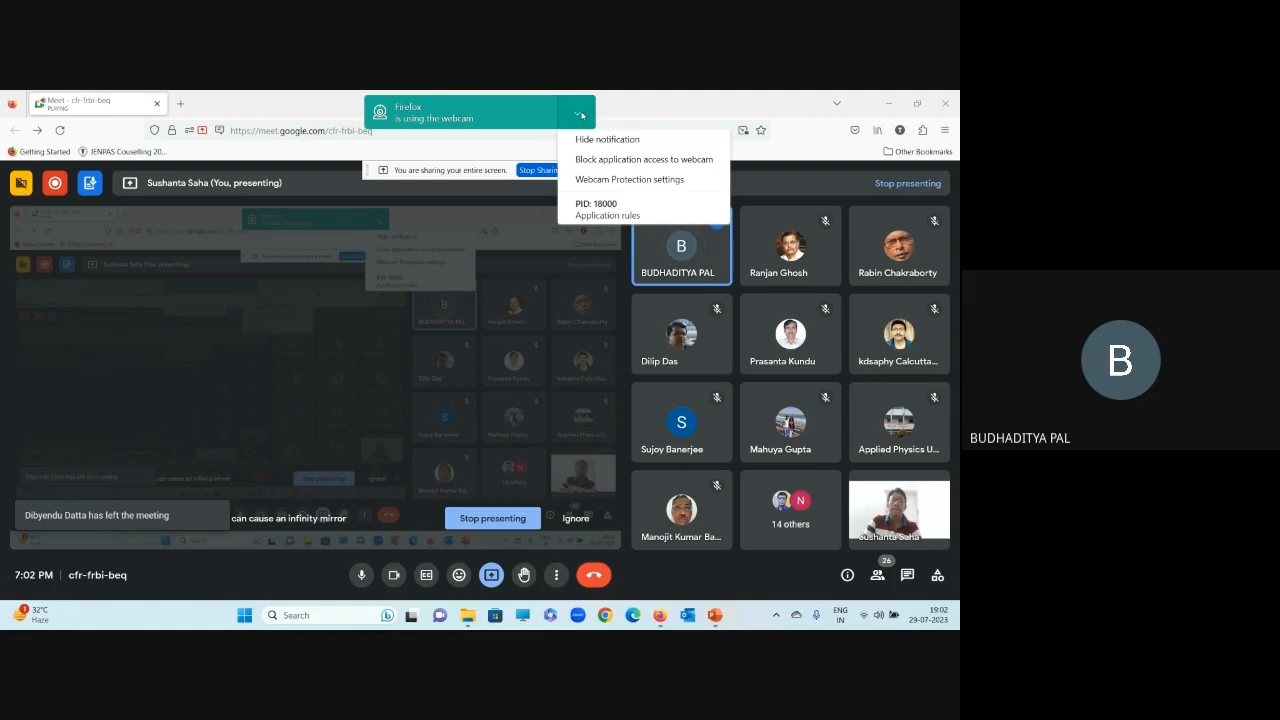 Meet - cfr-frbi-beq
PLAYING
Firefox
is using the webcam
https://meet.google.com/cfr-frbi-beq
Hide notification
Block application access to webcam
Webcam Protection settings
PID: 18000
Application rules
Getting Started
JENPAS Couselling 20...
Other Bookmarks
You are sharing your entire screen.
Stop Sharin
Sushanta Saha (You, presenting)
Stop presenting
B
BUDHADITYA PAL
Ranjan Ghosh
Rabin Chakraborty
Dilip Das
Prasanta Kundu
kdsaphy Calcutta...
S
Sujoy Banerjee
Mahuya Gupta
Applied Physics U...
Manojit Kumar Ba...
N
14 others
Sushanta Saha
Dibyendu Datta has left the meeting
can cause an infinity mirror
Stop presenting
Ignore
7:02 PM
cfr-frbi-beq
26
1
32°C
Haze
Search
ENG
IN
19:02
29-07-2023
B
BUDHADITYA PAL